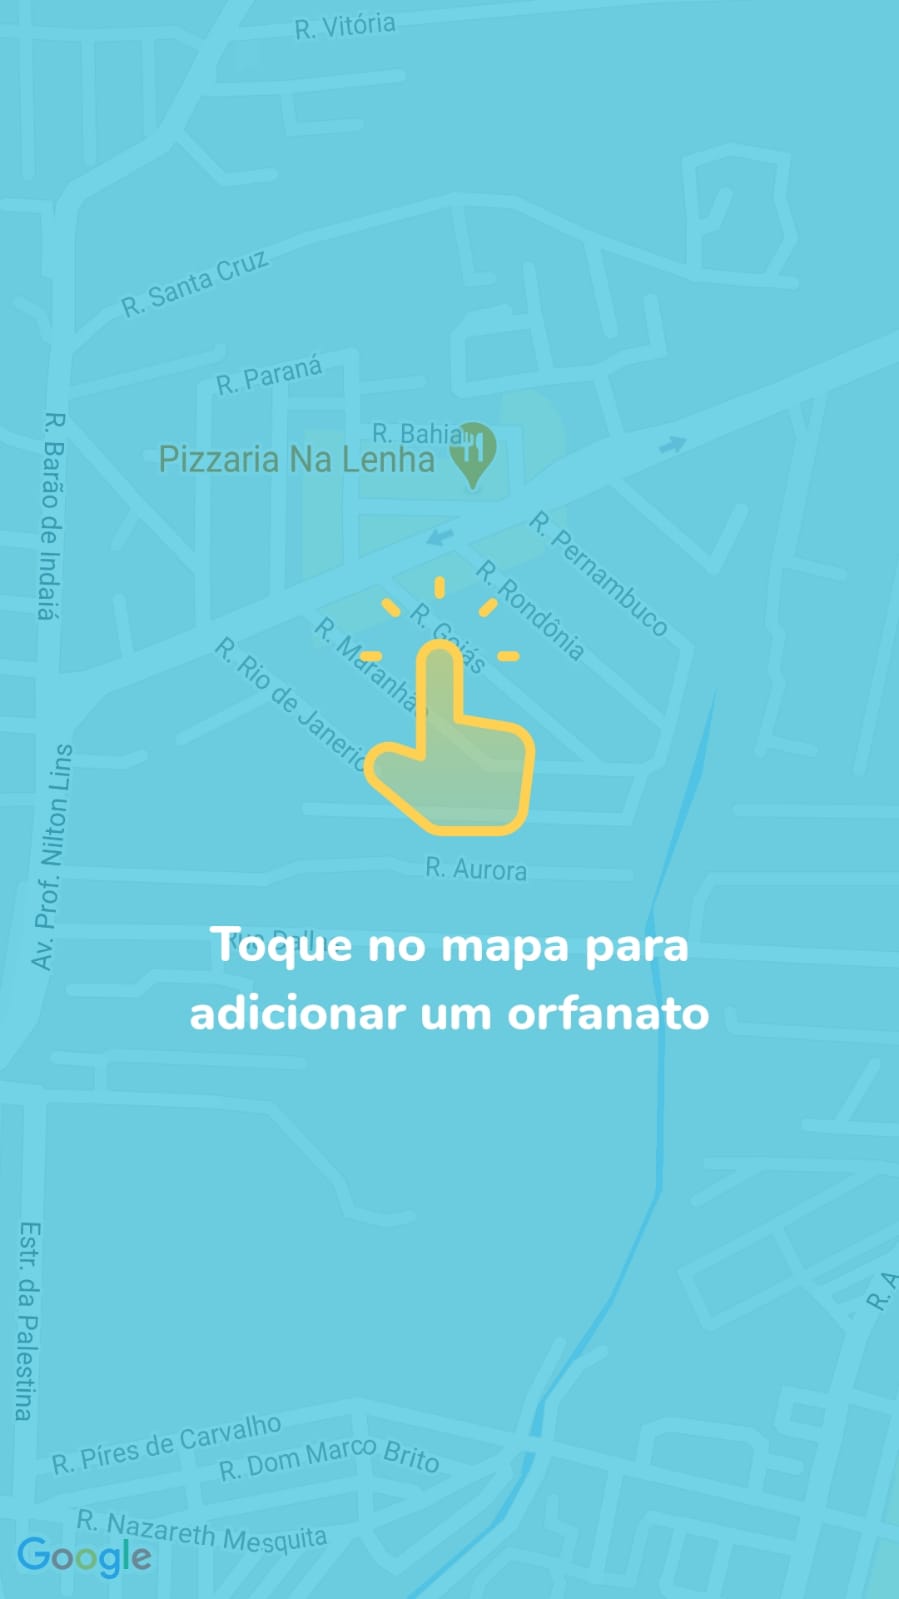 R. Vitória
R. Santa Cruz
R. Paraná
R. Bahia
Pizzaria Na Lenha
R. Barão de Indaiá
R. Pernambuco
R. Rondônia
R. Goiás
R. Maranhão
R. Rio de Janerio
Av. Prof. Nilton Lins
R. Aurora
Toque no mapa para
adicionar um orfanato
R. A
Estr. da Palestina
R. Píres de Carvalho
R. Dom Marco Brito
R. Nazareth Mesquita
Google